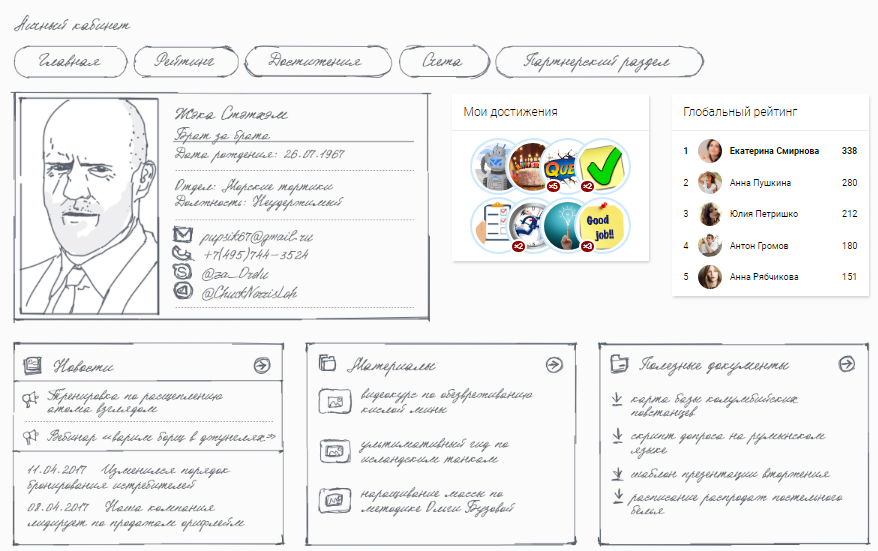 Личный кабинет
Главная
Рейтинг
Достижения
Счета
Партнерский раздел
Жэка Стэтхэм
Брат за брата
Дата рождения: 26.07.1967
Отдел: Морские тортики
Должность: Неудержимый
pupsik67@gmail.ru
+7(495)744-3524
@za_Ordu
@ChuckNorrisLoh
Мои достижения
QUE
×5
×2
×2
Good
job!!
×3
Глобальный рейтинг
1 Екатерина Смирнова 338
2 Анна Пушкина 280
3 Юлия Петришко 212
4 Антон Громов 180
5 Анна Рябчикова 151
Новости
Тренировка по расщеплению
атома взглядом
Вебинар «варим борщ в джунглях»
11.04.2017 Изменился порядок
бронирования истребителей
08.04.2017 Наша компания
лидирует по продажам орифлейм
Материалы
видеокурс по обезвреживанию
кислой мины
ультимативный гид по
исландским танкам
наращивание массы по
методике Ольги Бузовой
Полезные документы
карта базы колумбийских
повстанцев
скрипт допроса на румынском
языке
шаблон презентации вторжения
расписание распродаж постельного
белья